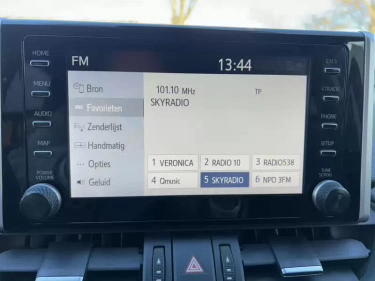 FM 13:44
HOME
MENU
AUDIO
MAP
POWER
VOLUME
Bron
Favorieten
Zenderlijst
Handmatig
Opties
Geluid
101.10 MHz TP
SKYRADIO
1 VERONICA 2 RADIO 10 3 RADIO538
4 Qmusic 5 SKYRADIO 6 NPO 3FM
PHONE
SETUP
TUNE
SCROLL